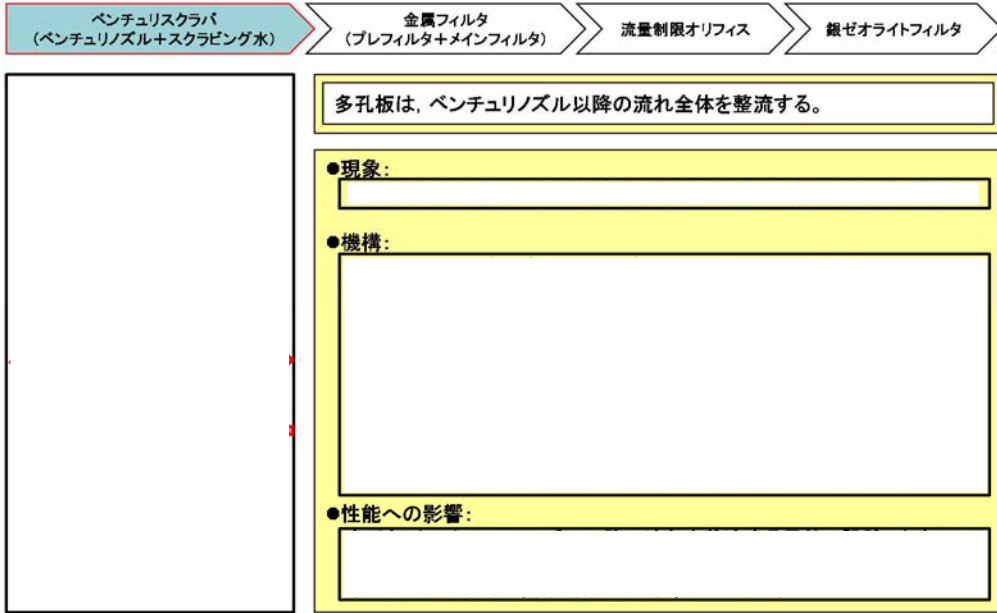 ベンチュリスクラバ
(ベンチュリノズル+スクラビング水)
金属フィルタ
(プレフィルタ+メインフィルタ)
流量制限オリフィス
銀ゼオライトフィルタ
多孔板は，ベンチュリノズル以降の流れ全体を整流する。
●現象：
●機構：
●性能への影響：